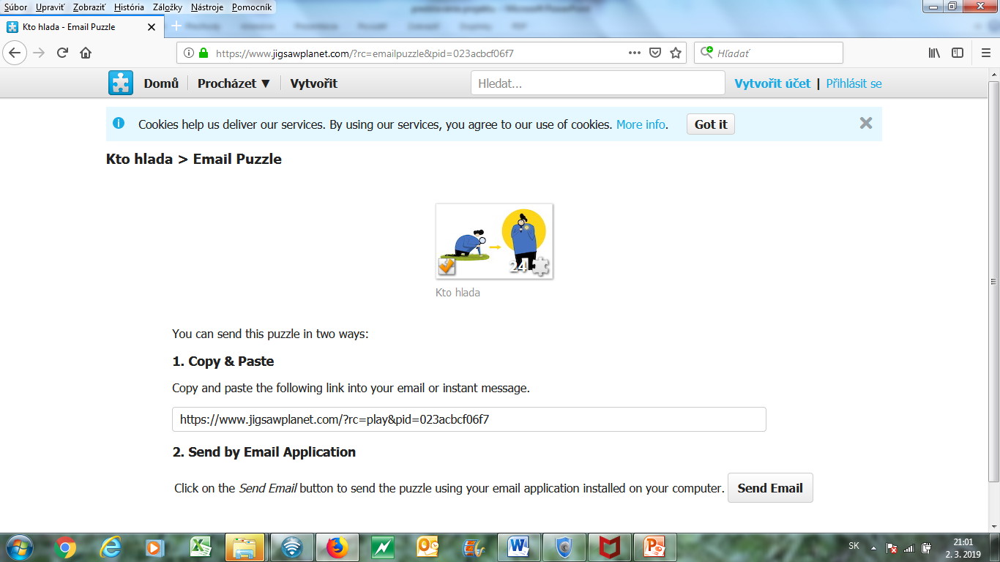 Súbor Upraviť Zobraziť História Záložky Nástroje Pomocník
Kto hlada - Email Puzzle
https://www.jigsawplanet.com/?rc=emailpuzzle&pid=023acbcf06f7
Hľadať
Domů Procházet ▼ Vytvořit Hledat... Vytvořit účet | Přihlásit se
Cookies help us deliver our services. By using our services, you agree to our use of cookies. More info. Got it
Kto hlada > Email Puzzle
24
Kto hlada
You can send this puzzle in two ways:
1. Copy & Paste
Copy and paste the following link into your email or instant message.
https://www.jigsawplanet.com/?rc=play&pid=023acbcf06f7
2. Send by Email Application
Click on the Send Email button to send the puzzle using your email application installed on your computer. Send Email
SK
21:01
2. 3. 2019